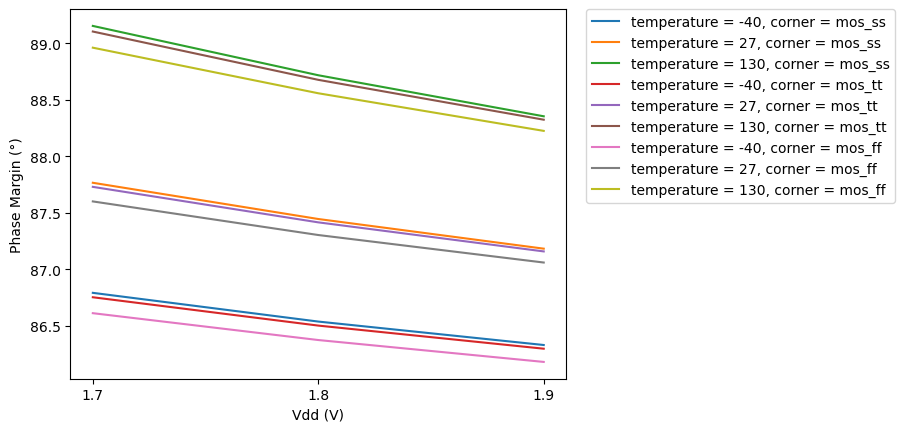 Phase Margin (°)
89.0
88.5
88.0
87.5
87.0
86.5
1.7
1.8
1.9
Vdd (V)
temperature = -40, corner = mos_ss
temperature = 27, corner = mos_ss
temperature = 130, corner = mos_ss
temperature = -40, corner = mos_tt
temperature = 27, corner = mos_tt
temperature = 130, corner = mos_tt
temperature = -40, corner = mos_ff
temperature = 27, corner = mos_ff
temperature = 130, corner = mos_ff